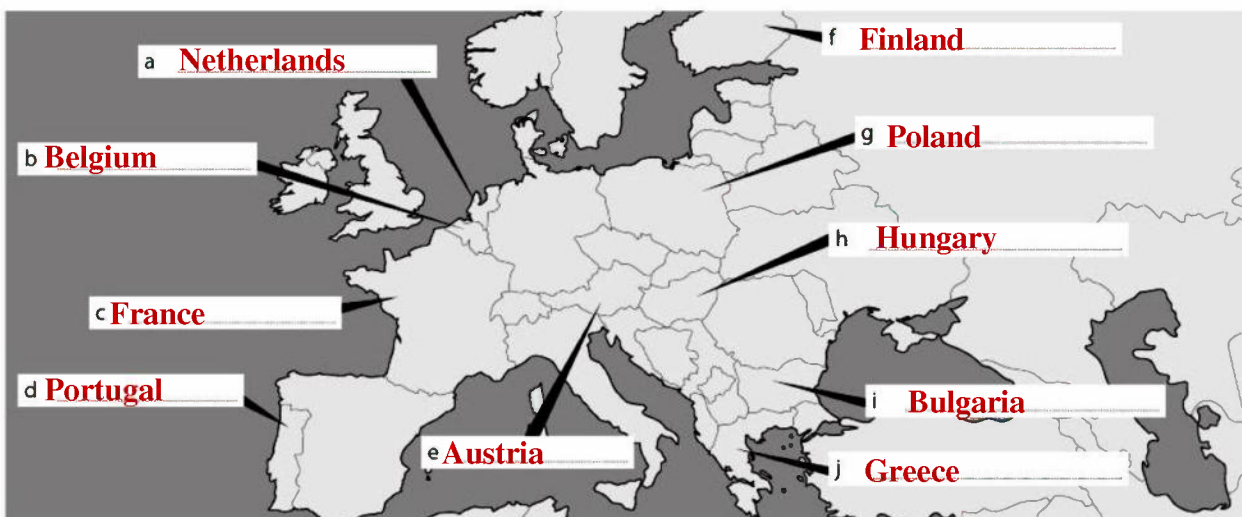 a Netherlands
b Belgium
c France
d Portugal
e Austria
f Finland
g Poland
h Hungary
i Bulgaria
j Greece